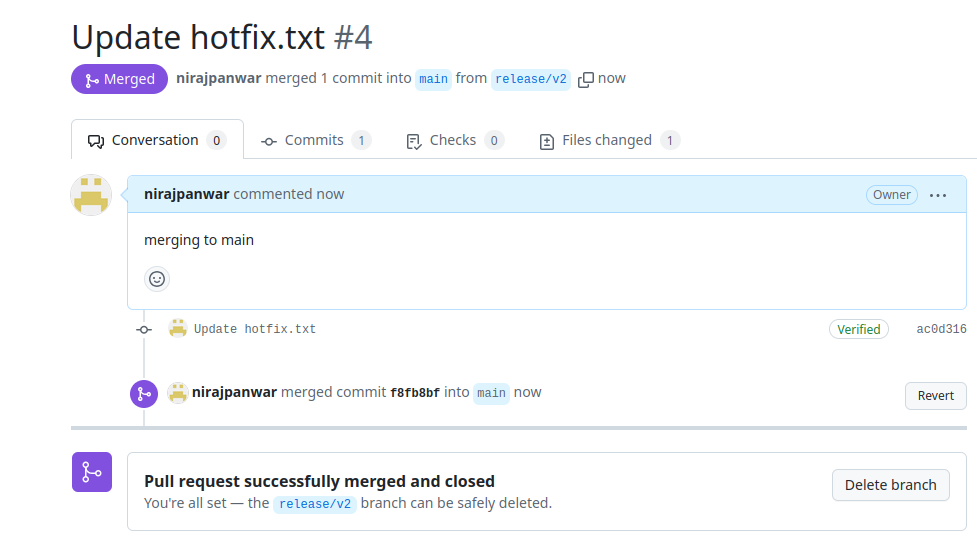 Update hotfix.txt #4
Merged nirajpanwar merged 1 commit into main from release/v2 now
Conversation 0 Commits 1 Checks 0 Files changed 1
nirajpanwar commented now Owner ...
merging to main
Update hotfix.txt Verified ac0d316
nirajpanwar merged commit f8fb8bf into main now Revert
Pull request successfully merged and closed
You're all set — the release/v2 branch can be safely deleted.
Delete branch